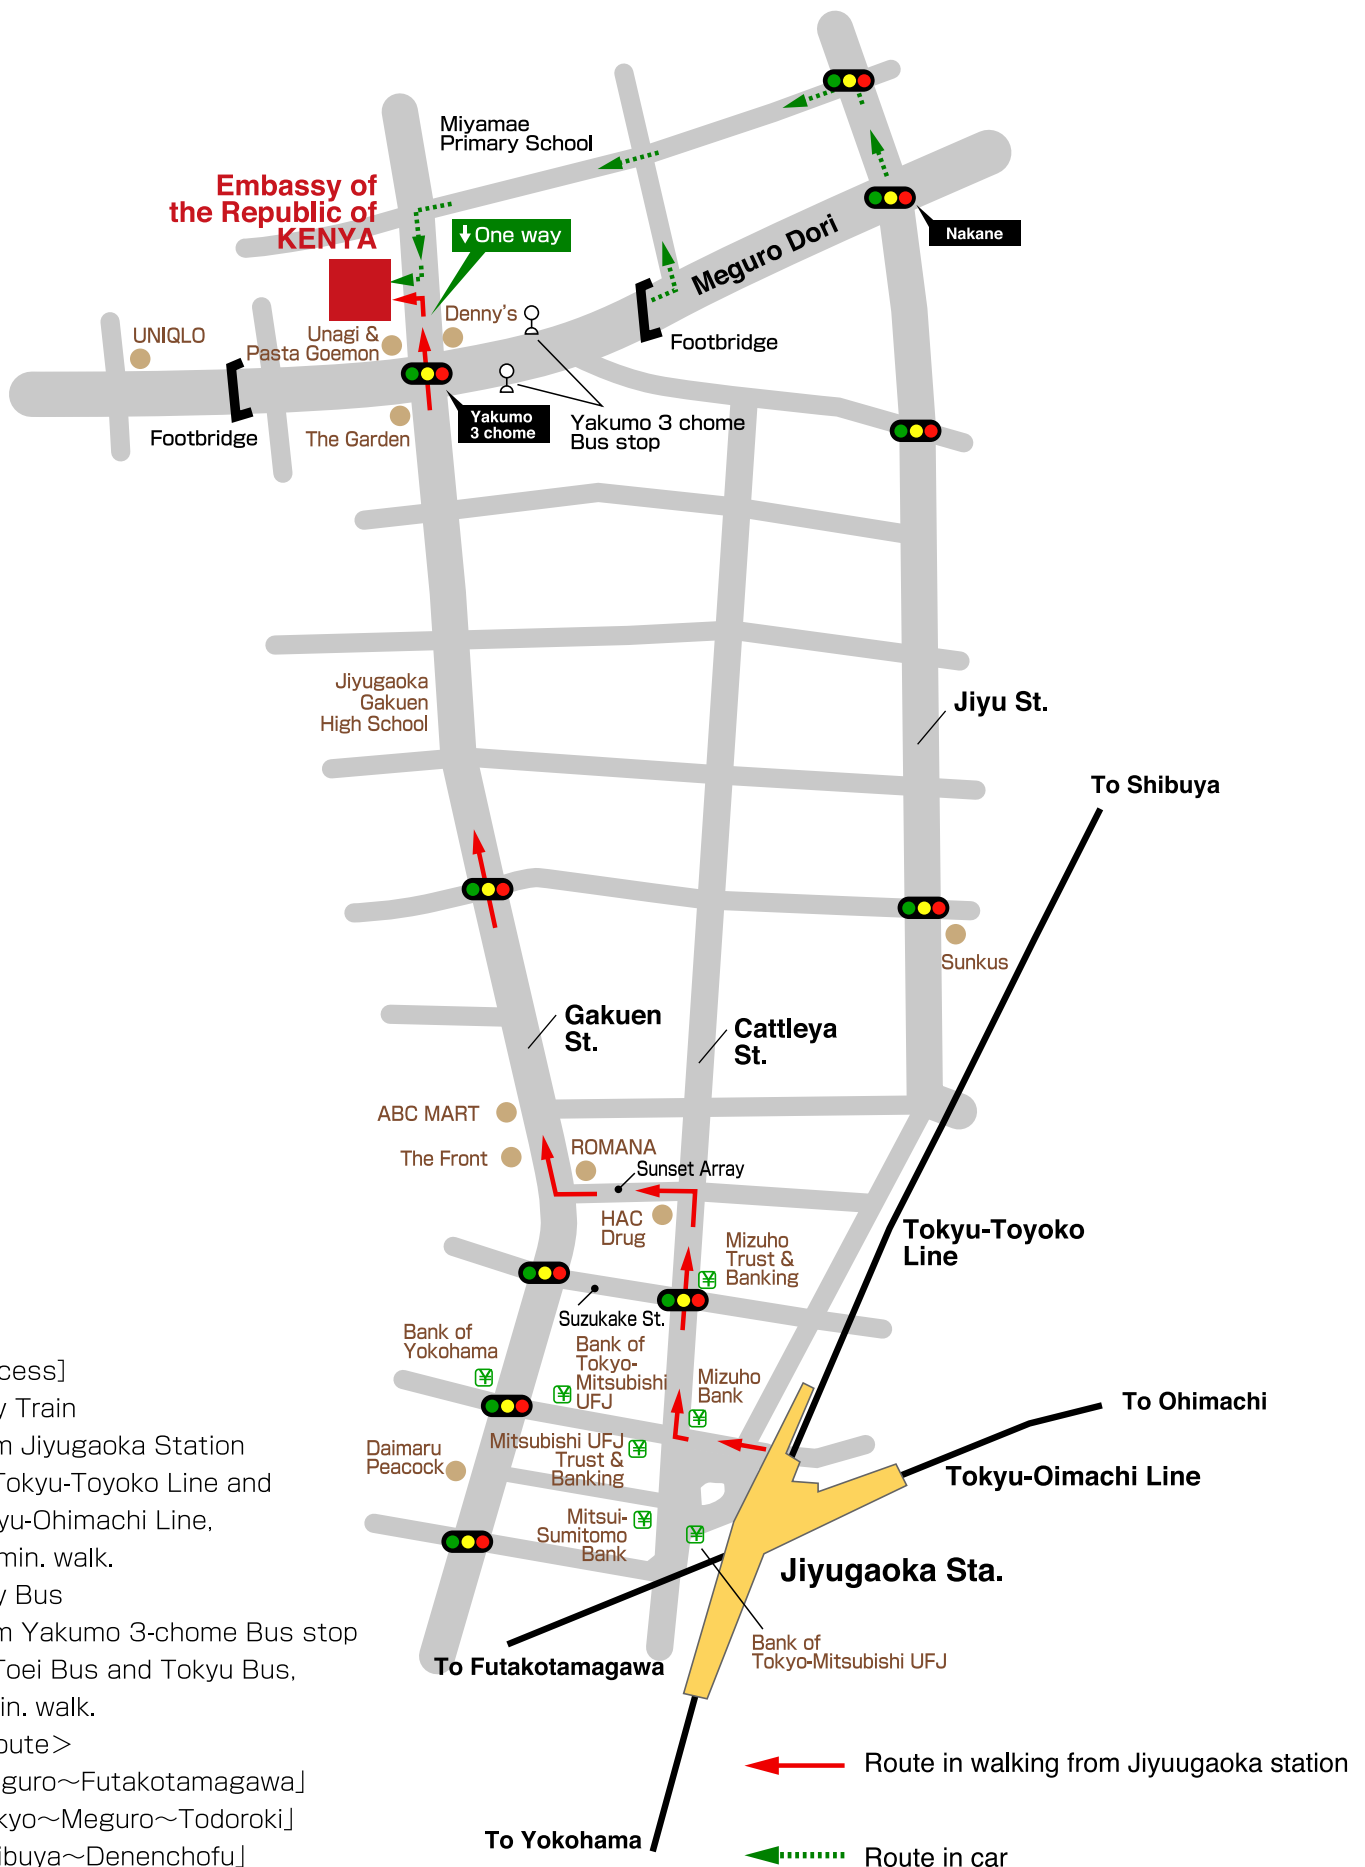 Miyamae
Primary School
Embassy of
the Republic of
KENYA
One way
Nakane
Meguro Dori
UNIQLO
Unagi &
Pasta Goemon
Denny's
Footbridge
Footbridge
The Garden
Yakumo
3 chome
Yakumo 3 chome
Bus stop
Jiyugaoka
Gakuen
High School
Jiyu St.
To Shibuya
Sunkus
Gakuen
St.
Cattleya
St.
ABC MART
The Front
ROMANA
Sunset Array
HAC
Drug
Mizuho
Trust &
Banking
Tokyu-Toyoko
Line
Suzukake St.
Bank of
Yokohama
Bank of
Tokyo-
Mitsubishi
UFJ
Mizuho
Bank
To Ohimachi
Daimaru
Peacock
Mitsubishi UFJ
Trust &
Banking
Tokyu-Oimachi Line
Mitsui-
Sumitomo
Bank
Jiyugaoka Sta.
Bank of
Tokyo-Mitsubishi UFJ
To Futakotamagawa
To Yokohama
cess]
y Train
m Jiyugaoka Station
Tokyu-Toyoko Line and
yu-Ohimachi Line,
min. walk.
y Bus
m Yakumo 3-chome Bus stop
Toei Bus and Tokyu Bus,
in. walk.
oute>
guro～Futakotamagawa」
kyo～Meguro～Todoroki」
ibuya～Denenchofu」
Route in walking from Jiyuugaoka station
Route in car